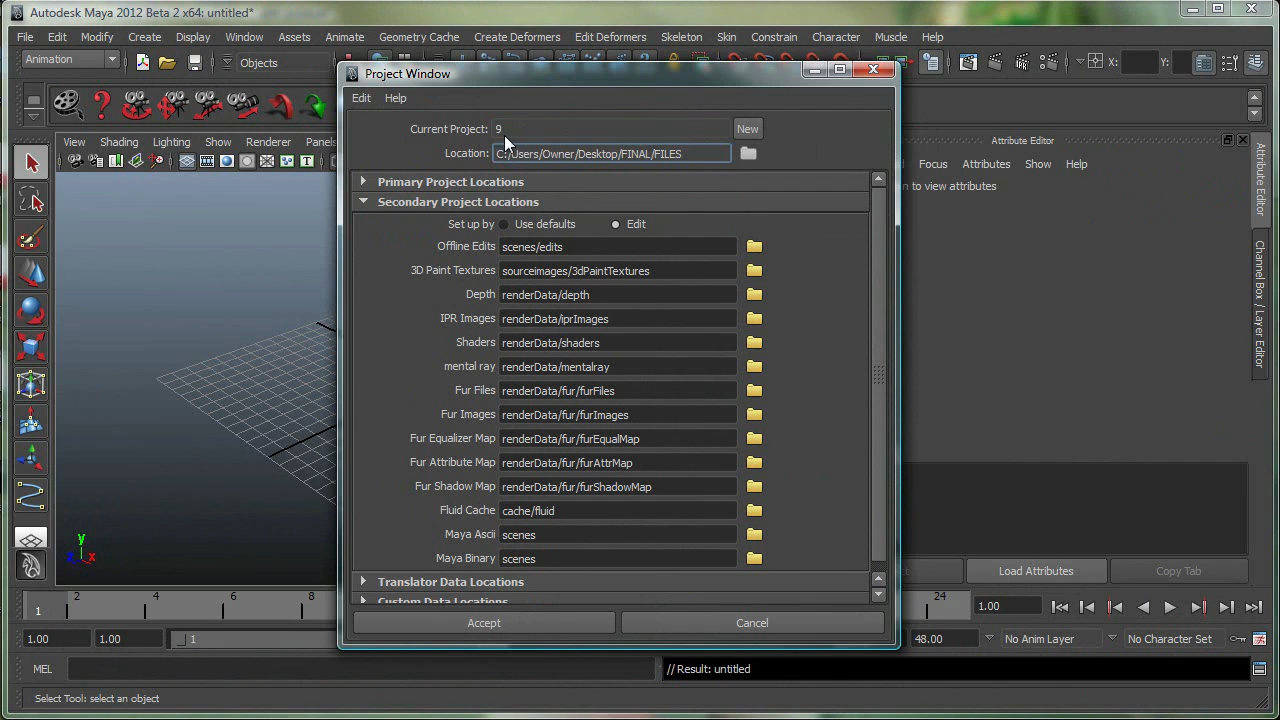 Autodesk Maya 2012 Beta 2 x64: untitled*
File Edit Modify Create Display Window Assets Animate Geometry Cache Create Deformers Edit Deformers Skeleton Skin Constrain Character Muscle Help
Animation Objects X: Y:
Project Window
Edit Help
Current Project: 9 New
Location: C:/Users/Owner/Desktop/FINAL/FILES
Primary Project Locations
Secondary Project Locations
Set up by Use defaults Edit
Offline Edits scenes/edits
3D Paint Textures sourceimages/3dPaintTextures
Depth renderData/depth
IPR Images renderData/iprImages
Shaders renderData/shaders
mental ray renderData/mentalray
Fur Files renderData/fur/furFiles
Fur Images renderData/fur/furImages
Fur Equalizer Map renderData/fur/furEqualMap
Fur Attribute Map renderData/fur/furAttrMap
Fur Shadow Map renderData/fur/furShadowMap
Fluid Cache cache/fluid
Maya Ascii scenes
Maya Binary scenes
Translator Data Locations
Custom Data Locations
Accept Cancel
View Shading Lighting Show Renderer Panels
y
x
Attribute Editor
Focus Attributes Show Help
to view attributes
Attribute Editor
Channel Box / Layer Editor
Load Attributes Copy Tab
1 2 4 6 8 24 1.00
1.00 1.00 1 48.00 No Anim Layer No Character Set
MEL // Result: untitled
Select Tool: select an object